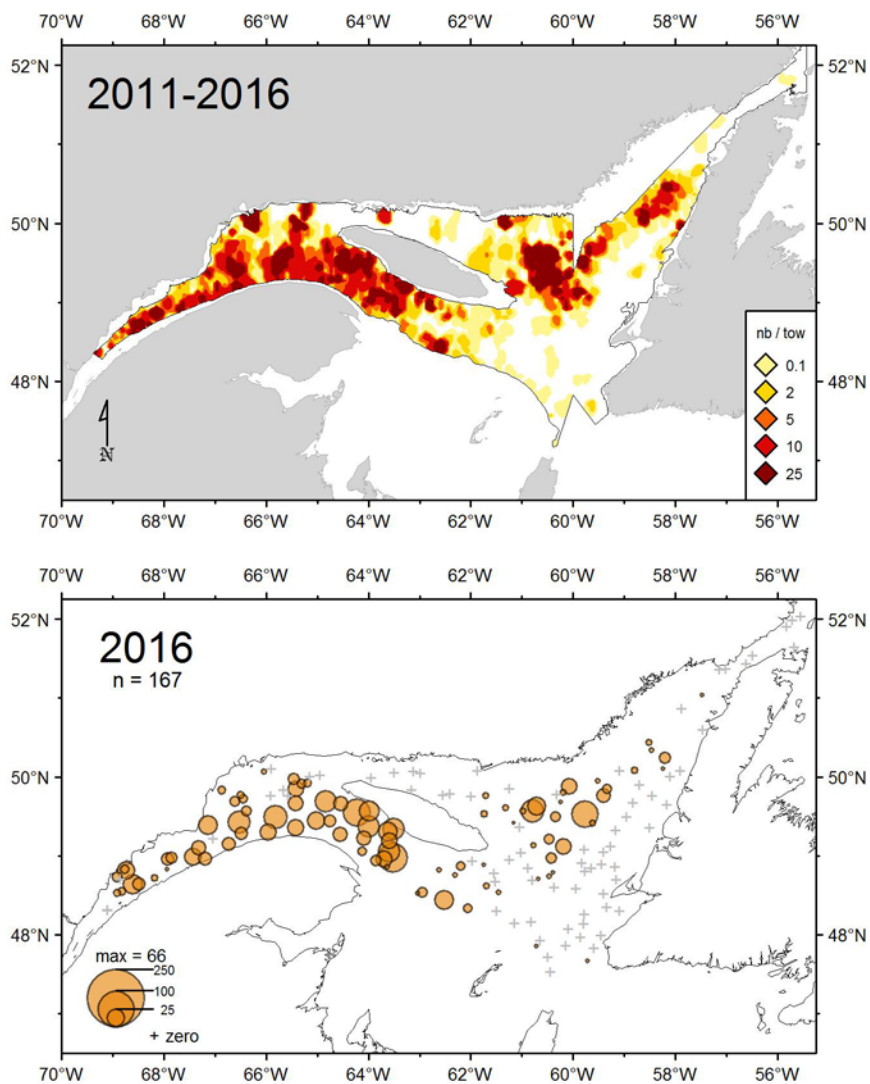 70°W 68°W 66°W 64°W 62°W 60°W 58°W 56°W
52°N 52°N
2011-2016
50°N 50°N
nb / tow
0.1
48°N 48°N
2
5
10
N
25
70°W 68°W 66°W 64°W 62°W 60°W 58°W 56°W
70°W 68°W 66°W 64°W 62°W 60°W 58°W 56°W
52°N 52°N
2016
n = 167
50°N 50°N
48°N 48°N
max = 66
250
100
25
+ zero
70°W 68°W 66°W 64°W 62°W 60°W 58°W 56°W